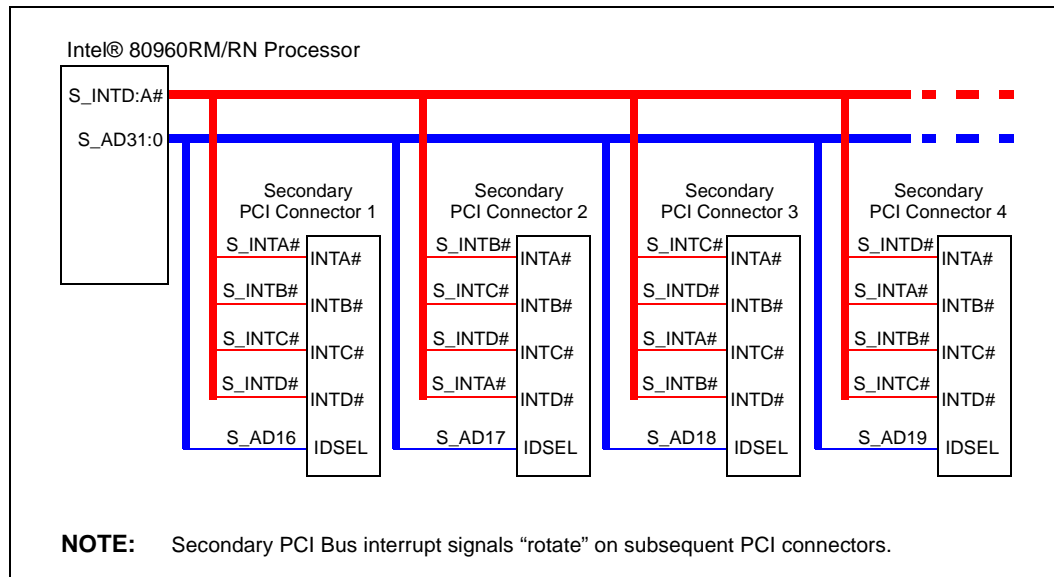 Intel® 80960RM/RN Processor
S_INTD:A#
S_AD31:0
Secondary
PCI Connector 1
S_INTA# INTA#
S_INTB# INTB#
S_INTC# INTC#
S_INTD# INTD#
S_AD16 IDSEL
Secondary
PCI Connector 2
S_INTB# INTA#
S_INTC# INTB#
S_INTD# INTC#
S_INTA# INTD#
S_AD17 IDSEL
Secondary
PCI Connector 3
S_INTC# INTA#
S_INTD# INTB#
S_INTA# INTC#
S_INTB# INTD#
S_AD18 IDSEL
Secondary
PCI Connector 4
S_INTD# INTA#
S_INTA# INTB#
S_INTB# INTC#
S_INTC# INTD#
S_AD19 IDSEL
NOTE: Secondary PCI Bus interrupt signals “rotate” on subsequent PCI connectors.